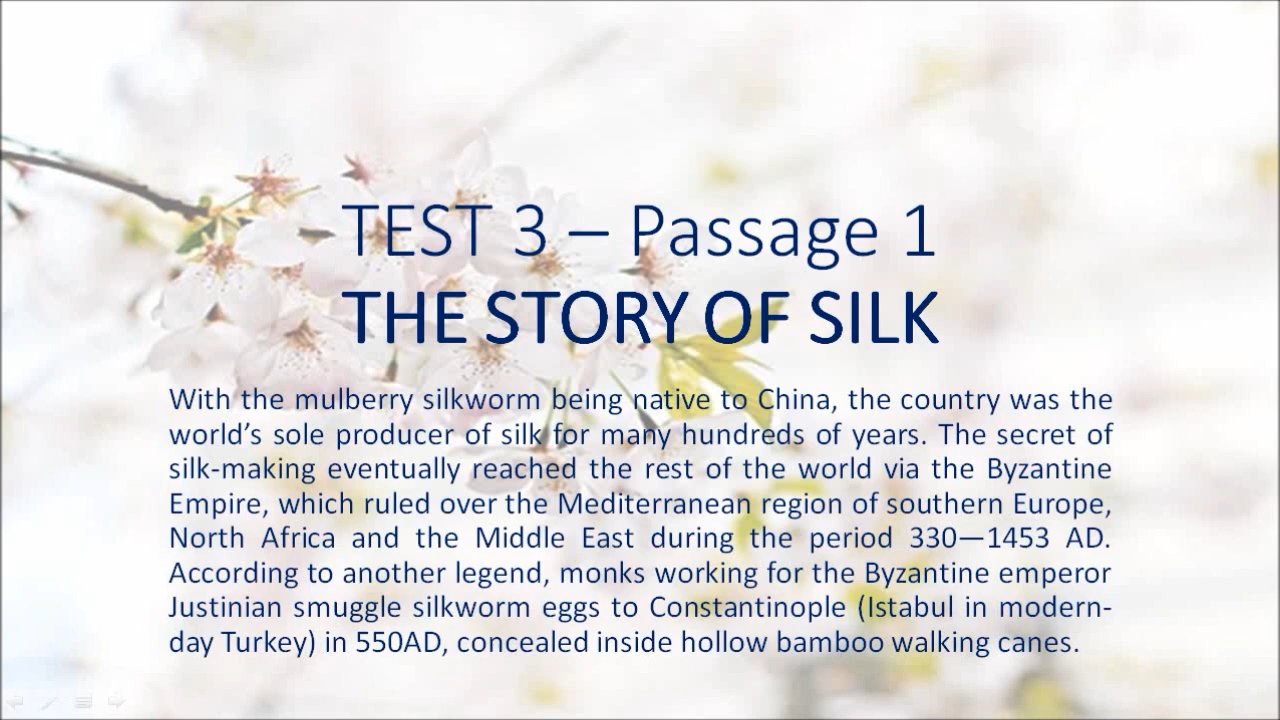 TEST 3 – Passage 1
THE STORY OF SILK
With the mulberry silkworm being native to China, the country was the
world's sole producer of silk for many hundreds of years. The secret of
silk-making eventually reached the rest of the world via the Byzantine
Empire, which ruled over the Mediterranean region of southern Europe,
North Africa and the Middle East during the period 330—1453 AD.
According to another legend, monks working for the Byzantine emperor
Justinian smuggle silkworm eggs to Constantinople (Istabul in modern-
day Turkey) in 550AD, concealed inside hollow bamboo walking canes.